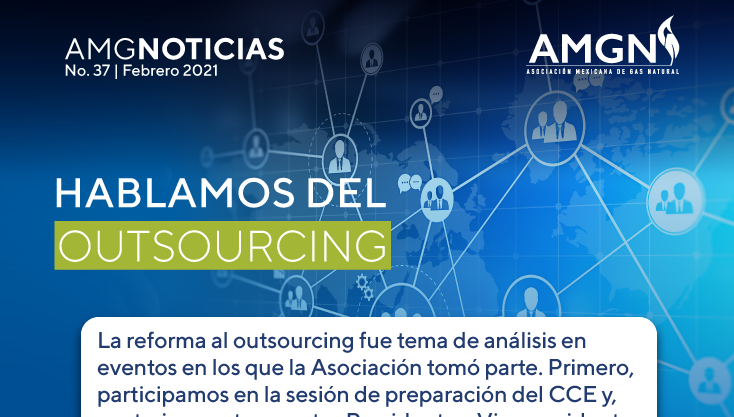 AMGNOTICIAS
No. 37 | Febrero 2021
AMGN
ASOCIACIÓN MEXICANA DE GAS NATURAL
HABLAMOS DEL
OUTSOURCING
La reforma al outsourcing fue tema de análisis en
eventos en los que la Asociación tomó parte. Primero,
participamos en la sesión de preparación del CCE y,